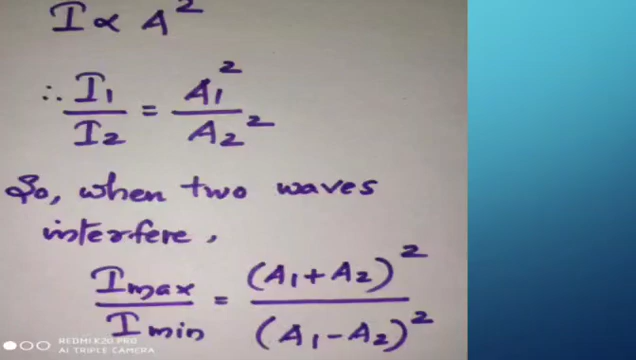 I ∝ A²
∴ I₁/I₂ = A₁²/A₂²
So, when two waves
interfere,
Imax/Imin = (A₁+A₂)²/(A₁-A₂)²
REDMI K20 PRO
AI TRIPLE CAMERA